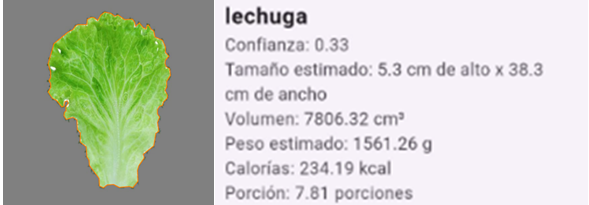 lechuga
Confianza: 0.33
Tamaño estimado: 5.3 cm de alto x 38.3
cm de ancho
Volumen: 7806.32 cm³
Peso estimado: 1561.26 g
Calorías: 234.19 kcal
Porción: 7.81 porciones